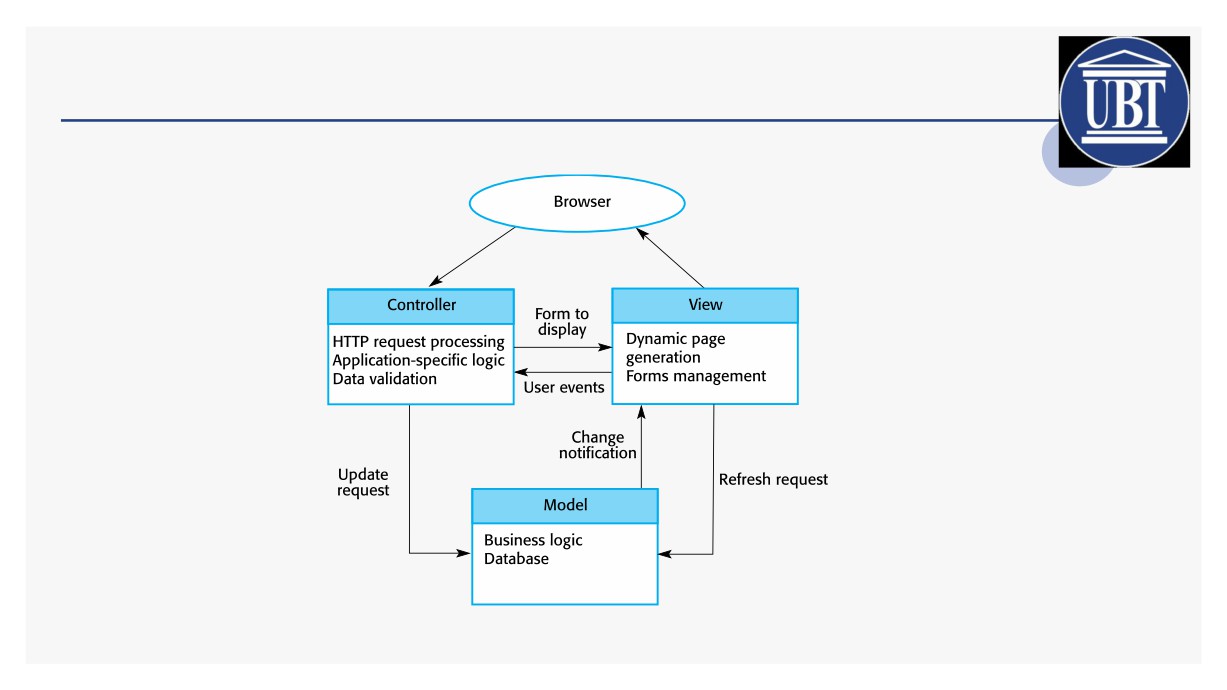 UBT
Browser
Controller
HTTP request processing
Application-specific logic
Data validation
Form to
display
User events
View
Dynamic page
generation
Forms management
Update
request
Change
notification
Refresh request
Model
Business logic
Database